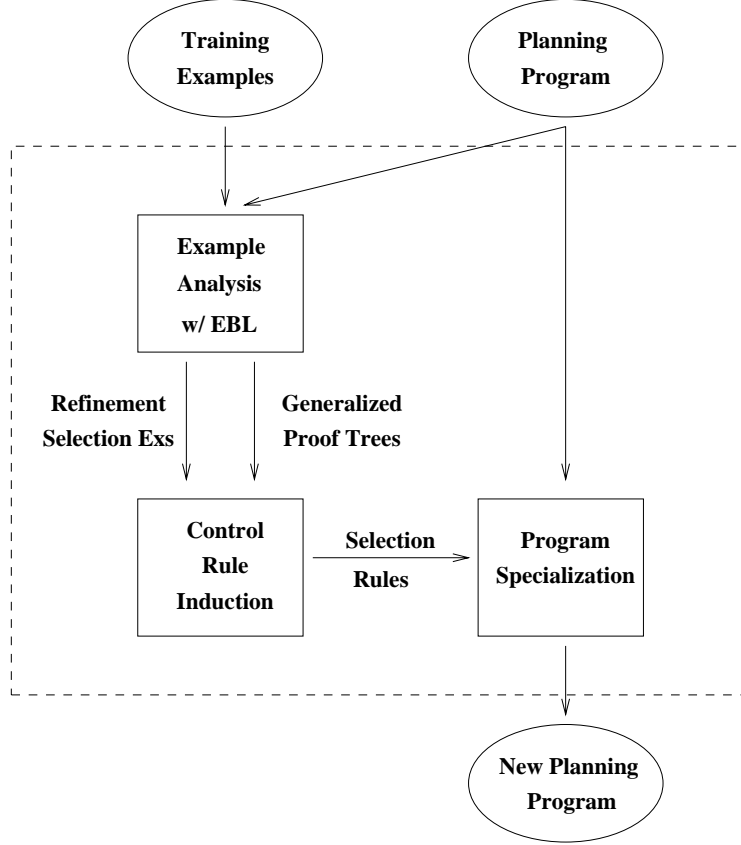 Training
Examples
Planning
Program
Example
Analysis
w/ EBL
Refinement
Selection Exs
Generalized
Proof Trees
Control
Rule
Induction
Selection
Rules
Program
Specialization
New Planning
Program